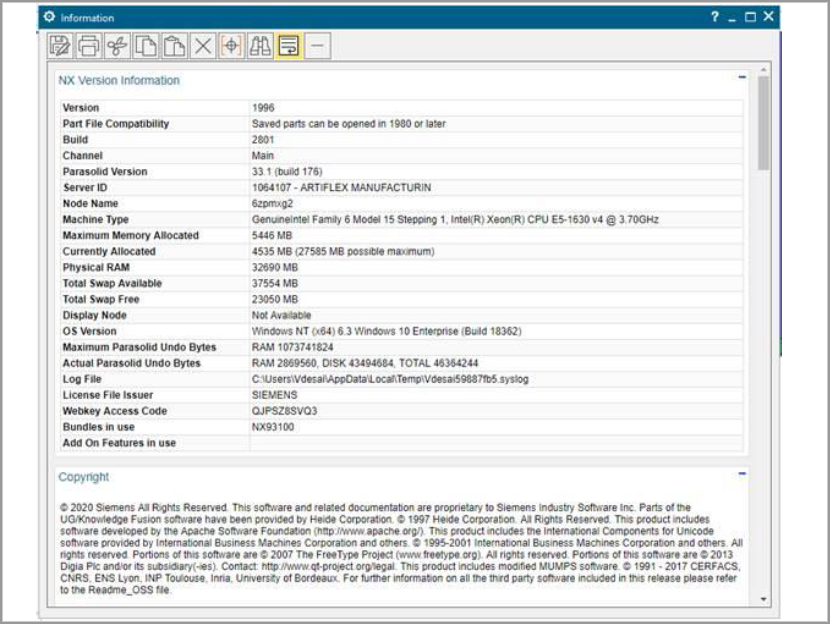 Information
NX Version Information
Version 1996
Part File Compatibility Saved parts can be opened in 1980 or later
Build 2801
Channel Main
Parasolid Version 33.1 (build 176)
Server ID 1064107 - ARTIFLEX MANUFACTURIN
Node Name 6zpmxg2
Machine Type GenuineIntel Family 6 Model 15 Stepping 1, Intel(R) Xeon(R) CPU E5-1630 v4 @ 3.70GHz
Maximum Memory Allocated 5446 MB
Currently Allocated 4535 MB (27585 MB possible maximum)
Physical RAM 32690 MB
Total Swap Available 37554 MB
Total Swap Free 23050 MB
Display Node Not Available
OS Version Windows NT (x64) 6.3 Windows 10 Enterprise (Build 18362)
Maximum Parasolid Undo Bytes RAM 1073741824
Actual Parasolid Undo Bytes RAM 2869560, DISK 43494684, TOTAL 46364244
Log File C:\Users\Vdesai\AppData\Local\Temp\Vdesai59887fb5.syslog
License File Issuer SIEMENS
Webkey Access Code QJPSZ8SVQ3
Bundles in use NX93100
Add On Features in use
Copyright
© 2020 Siemens All Rights Reserved. This software and related documentation are proprietary to Siemens Industry Software Inc. Parts of the
UG/Knowledge Fusion software have been provided by Heide Corporation. © 1997 Heide Corporation. All Rights Reserved. This product includes
software developed by the Apache Software Foundation (http://www.apache.org/). This product includes the International Components for Unicode
software provided by International Business Machines Corporation and others. © 1995-2001 International Business Machines Corporation and others. All
rights reserved. Portions of this software are © 2007 The FreeType Project (www.freetype.org). All rights reserved. Portions of this software are © 2013
Digia Plc and/or its subsidiary(-ies). Contact: http://www.qt-project.org/legal. This product includes modified MUMPS software. © 1991 - 2017 CERFACS,
CNRS, ENS Lyon, INP Toulouse, Inria, University of Bordeaux. For further information on all the third party software included in this release please refer
to the Readme_OSS file.